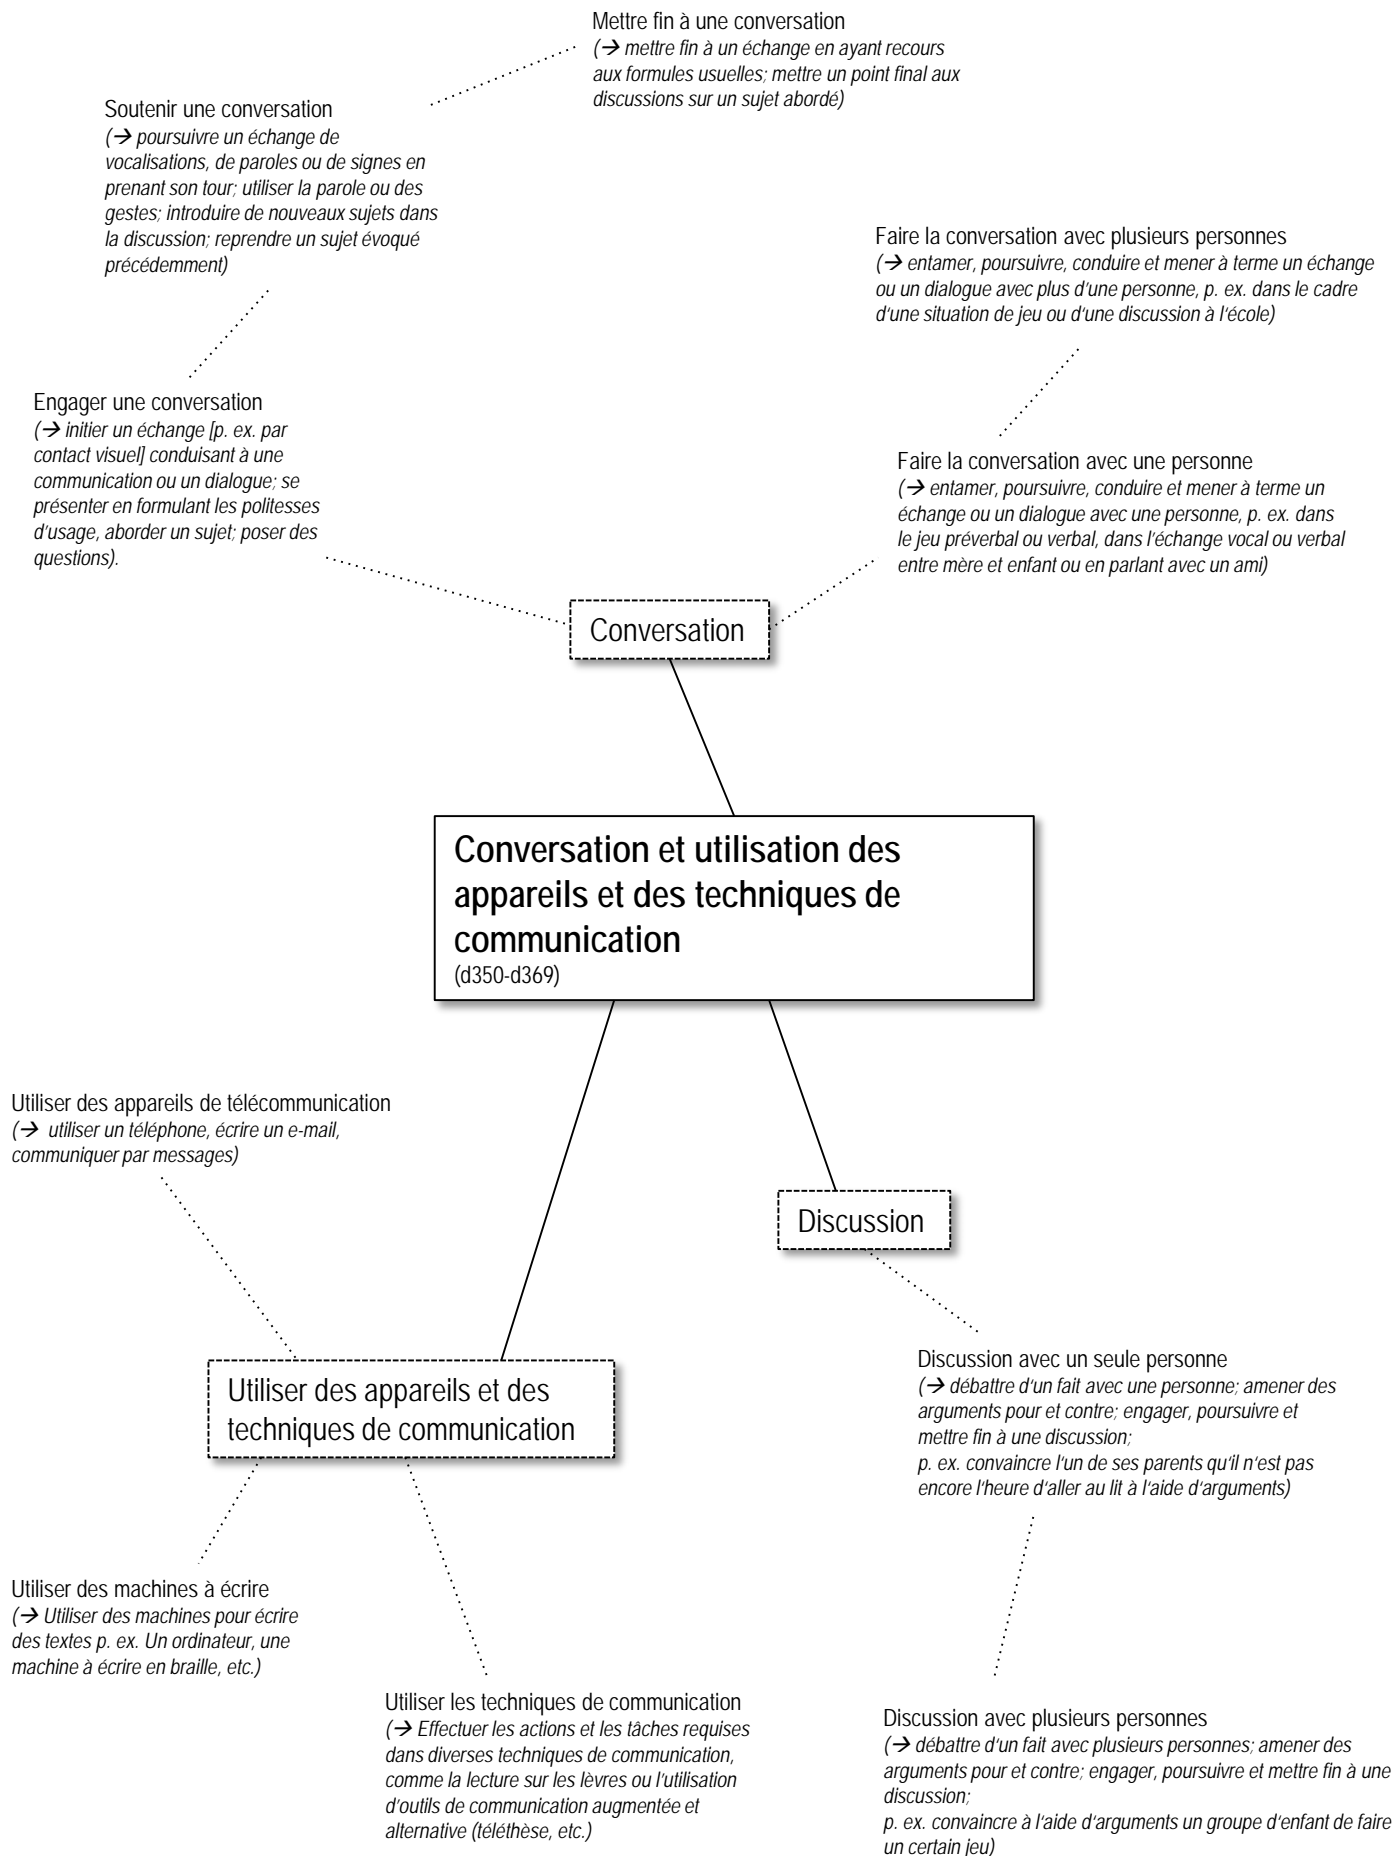 Mettre fin à une conversation
(→ mettre fin à un échange en ayant recours
aux formules usuelles; mettre un point final aux
discussions sur un sujet abordé)
Soutenir une conversation
(→ poursuivre un échange de
vocalisations, de paroles ou de signes en
prenant son tour; utiliser la parole ou des
gestes; introduire de nouveaux sujets dans
la discussion; reprendre un sujet évoqué
précédemment)
Faire la conversation avec plusieurs personnes
(→ entamer, poursuivre, conduire et mener à terme un échange
ou un dialogue avec plus d'une personne, p. ex. dans le cadre
d'une situation de jeu ou d'une discussion à l'école)
Engager une conversation
(→ initier un échange [p. ex. par
contact visuel] conduisant à une
communication ou un dialogue; se
présenter en formulant les politesses
d'usage, aborder un sujet; poser des
questions).
Faire la conversation avec une personne
(→ entamer, poursuivre, conduire et mener à terme un
échange ou un dialogue avec une personne, p. ex. dans
le jeu préverbal ou verbal, dans l'échange vocal ou verbal
entre mère et enfant ou en parlant avec un ami)
Conversation
Conversation et utilisation des
appareils et des techniques de
communication
(d350-d369)
Utiliser des appareils de télécommunication
(→ utiliser un téléphone, écrire un e-mail,
communiquer par messages)
Discussion
Utiliser des appareils et des
techniques de communication
Discussion avec un seule personne
(→ débattre d'un fait avec une personne; amener des
arguments pour et contre; engager, poursuivre et
mettre fin à une discussion;
p. ex. convaincre l'un de ses parents qu'il n'est pas
encore l'heure d'aller au lit à l'aide d'arguments)
Utiliser des machines à écrire
(→ Utiliser des machines pour écrire
des textes p. ex. Un ordinateur, une
machine à écrire en braille, etc.)
Utiliser les techniques de communication
(→ Effectuer les actions et les tâches requises
dans diverses techniques de communication,
comme la lecture sur les lèvres ou l'utilisation
d'outils de communication augmentée et
alternative (téléthèse, etc.)
Discussion avec plusieurs personnes
(→ débattre d'un fait avec plusieurs personnes; amener des
arguments pour et contre; engager, poursuivre et mettre fin à une
discussion;
p. ex. convaincre à l'aide d'arguments un groupe d'enfant de faire
un certain jeu)